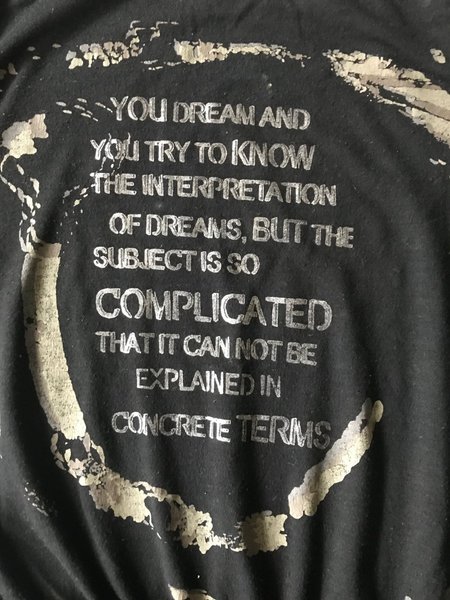 YOU DREAM AND
YOU TRY TO KNOW
THE INTERPRETATION
OF DREAMS, BUT THE
SUBJECT IS SO
COMPLICATED
THAT IT CAN NOT BE
EXPLAINED IN
CONCRETE TERMS